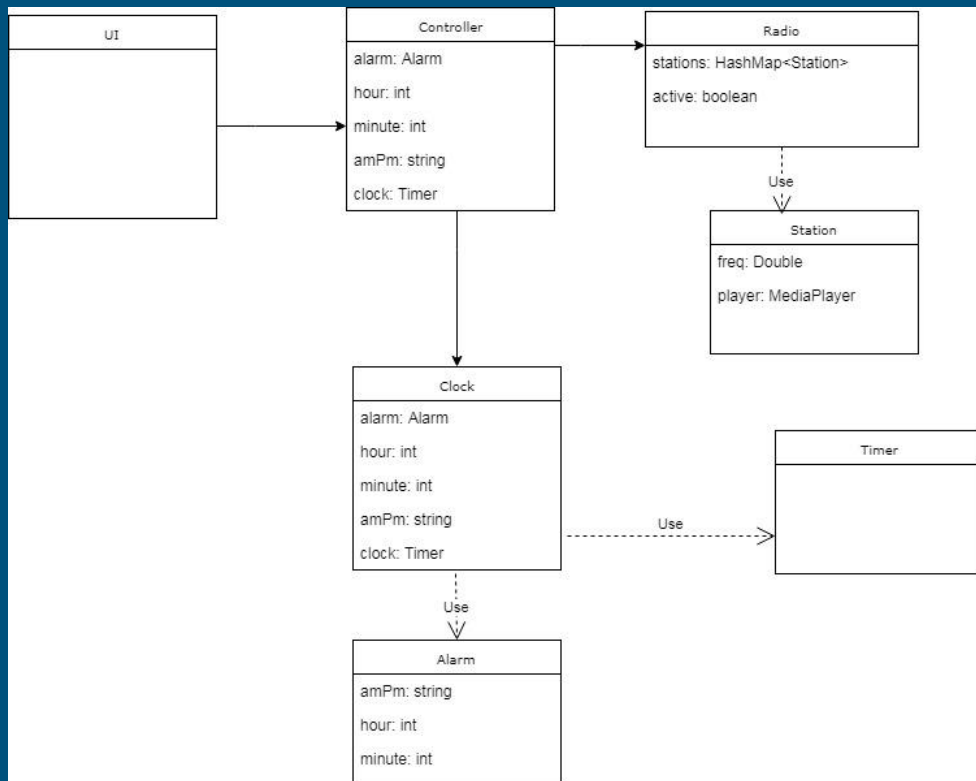 UI
Controller
alarm: Alarm
hour: int
minute: int
amPm: string
clock: Timer
Radio
stations: HashMap<Station>
active: boolean
Use
Station
freq: Double
player: MediaPlayer
Clock
alarm: Alarm
hour: int
minute: int
amPm: string
clock: Timer
Use
Timer
Use
Alarm
amPm: string
hour: int
minute: int